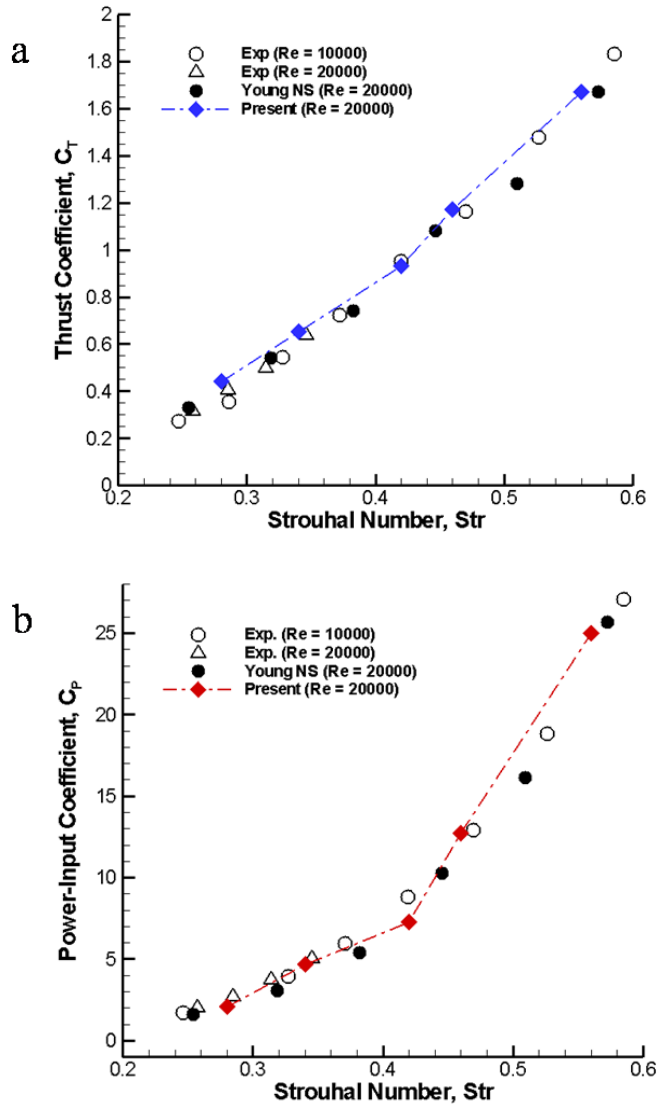 a
Exp (Re = 10000)
Exp (Re = 20000)
Young NS (Re = 20000)
Present (Re = 20000)
Thrust Coefficient, C_T
2
1.8
1.6
1.4
1.2
1
0.8
0.6
0.4
0.2
0
0.2 0.3 0.4 0.5 0.6
Strouhal Number, Str
b
Exp. (Re = 10000)
Exp. (Re = 20000)
Young NS (Re = 20000)
Present (Re = 20000)
Power-Input Coefficient, C_P
25
20
15
10
5
0
0.2 0.3 0.4 0.5 0.6
Strouhal Number, Str